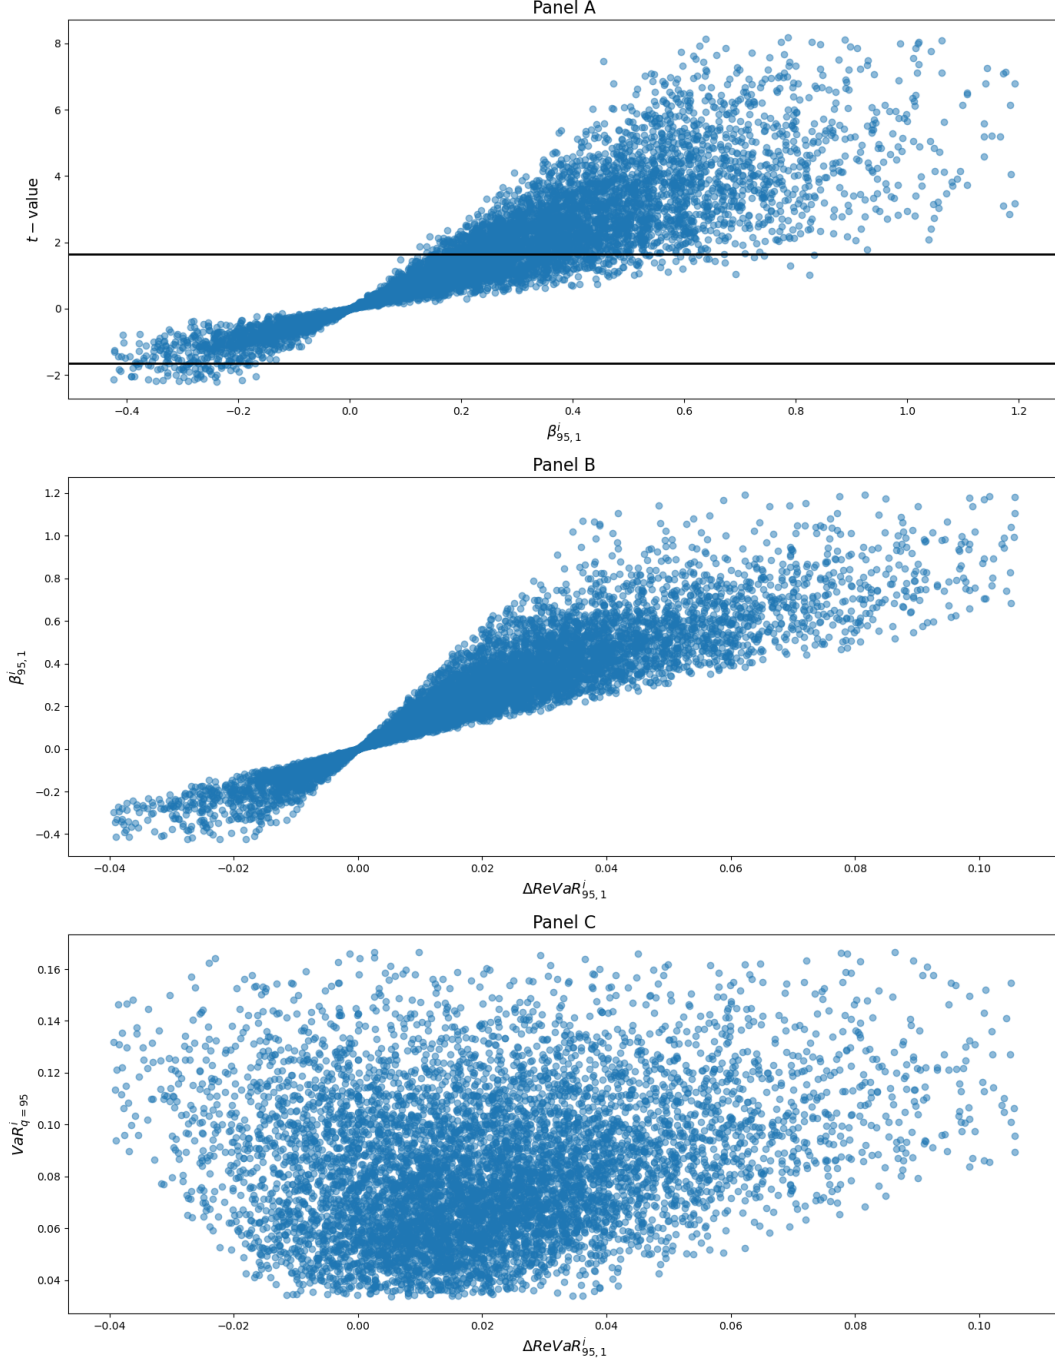 Panel A
8
6
4
2
0
−2
t − value
−0.4 −0.2 0.0 0.2 0.4 0.6 0.8 1.0 1.2
β^i_{95,1}
Panel B
1.2
1.0
0.8
0.6
0.4
0.2
0.0
−0.2
−0.4
β^i_{95,1}
−0.04 −0.02 0.00 0.02 0.04 0.06 0.08 0.10
ΔReVaR^i_{95,1}
Panel C
0.16
0.14
0.12
0.10
0.08
0.06
0.04
VaR^i_{q=95}
−0.04 −0.02 0.00 0.02 0.04 0.06 0.08 0.10
ΔReVaR^i_{95,1}